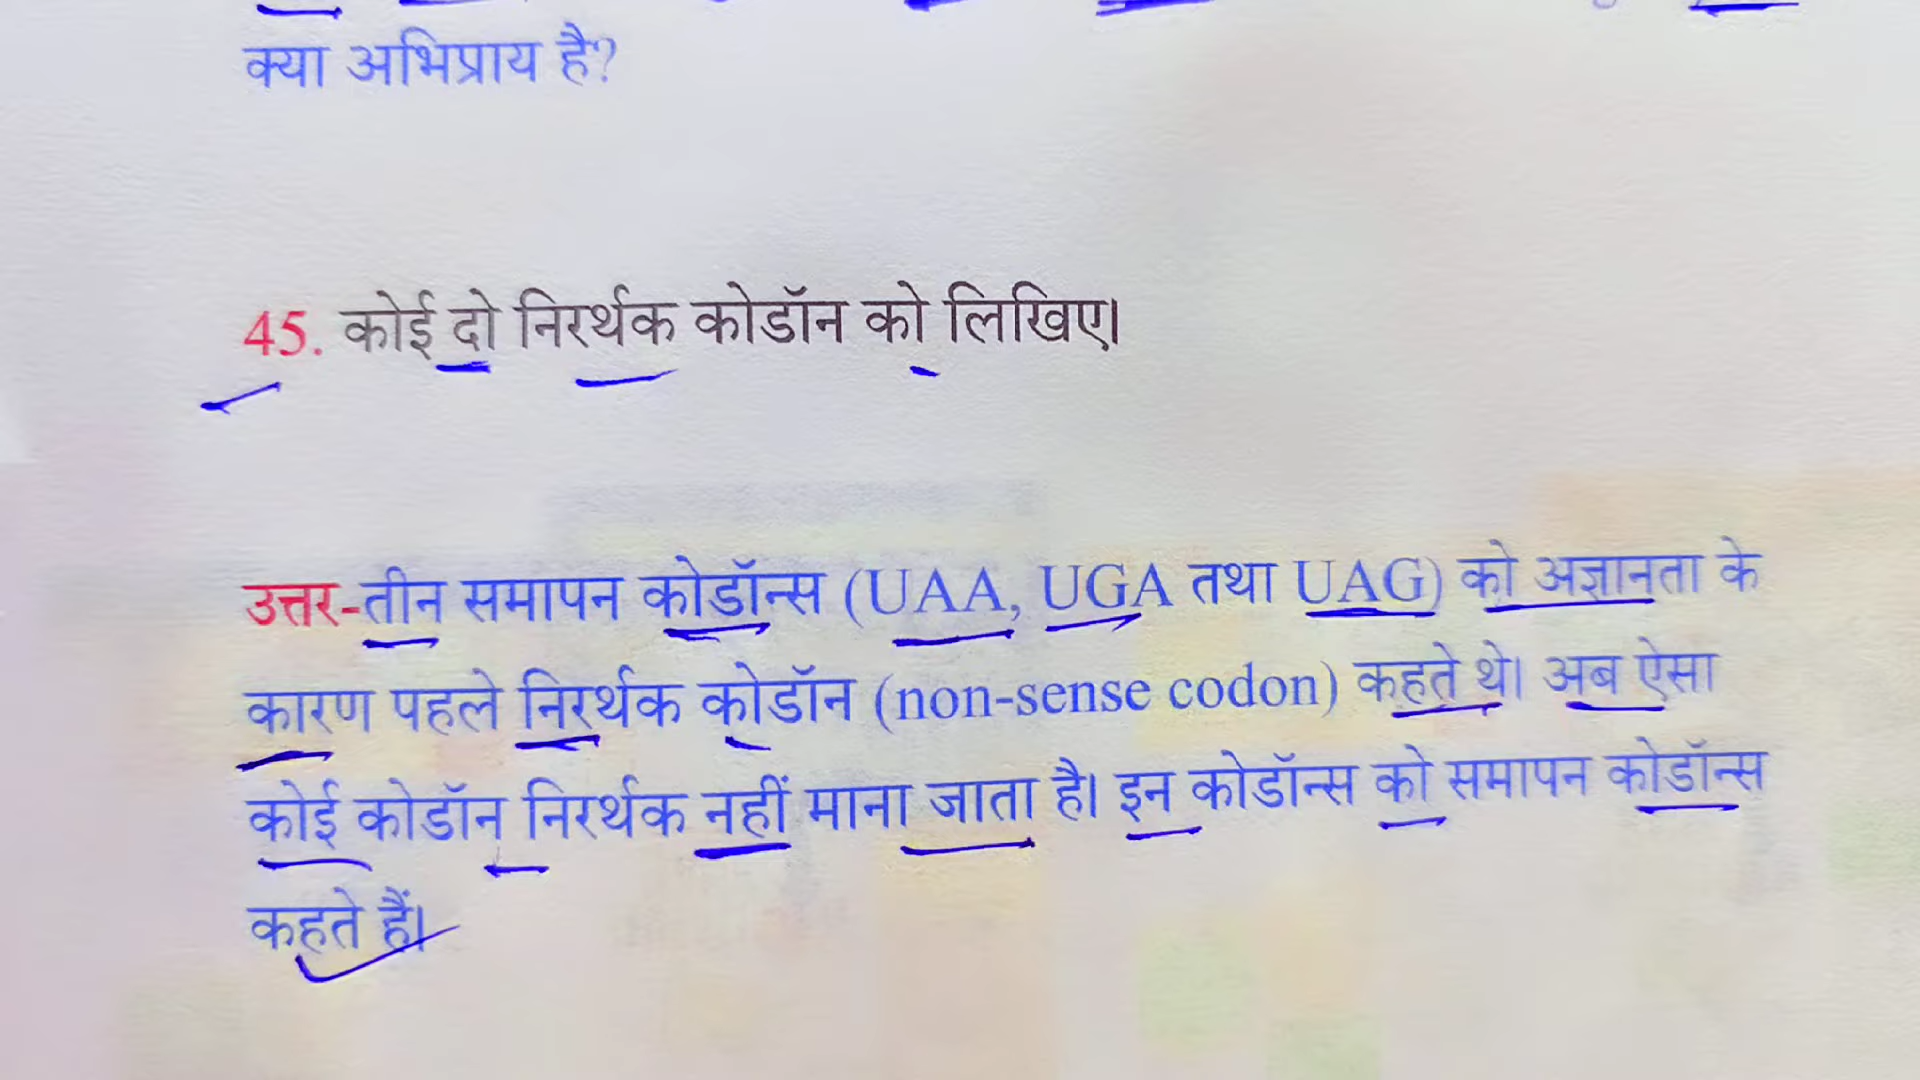 क्या अभिप्राय है?
45. कोई दो निरर्थक कोडॉन को लिखिए।
उत्तर-तीन समापन कोडॉन्स (UAA, UGA तथा UAG) को अज्ञानता के
कारण पहले निरर्थक कोडॉन (non-sense codon) कहते थे। अब ऐसा
कोई कोडॉन निरर्थक नहीं माना जाता है। इन कोडॉन्स को समापन कोडॉन्स
कहते हैं।